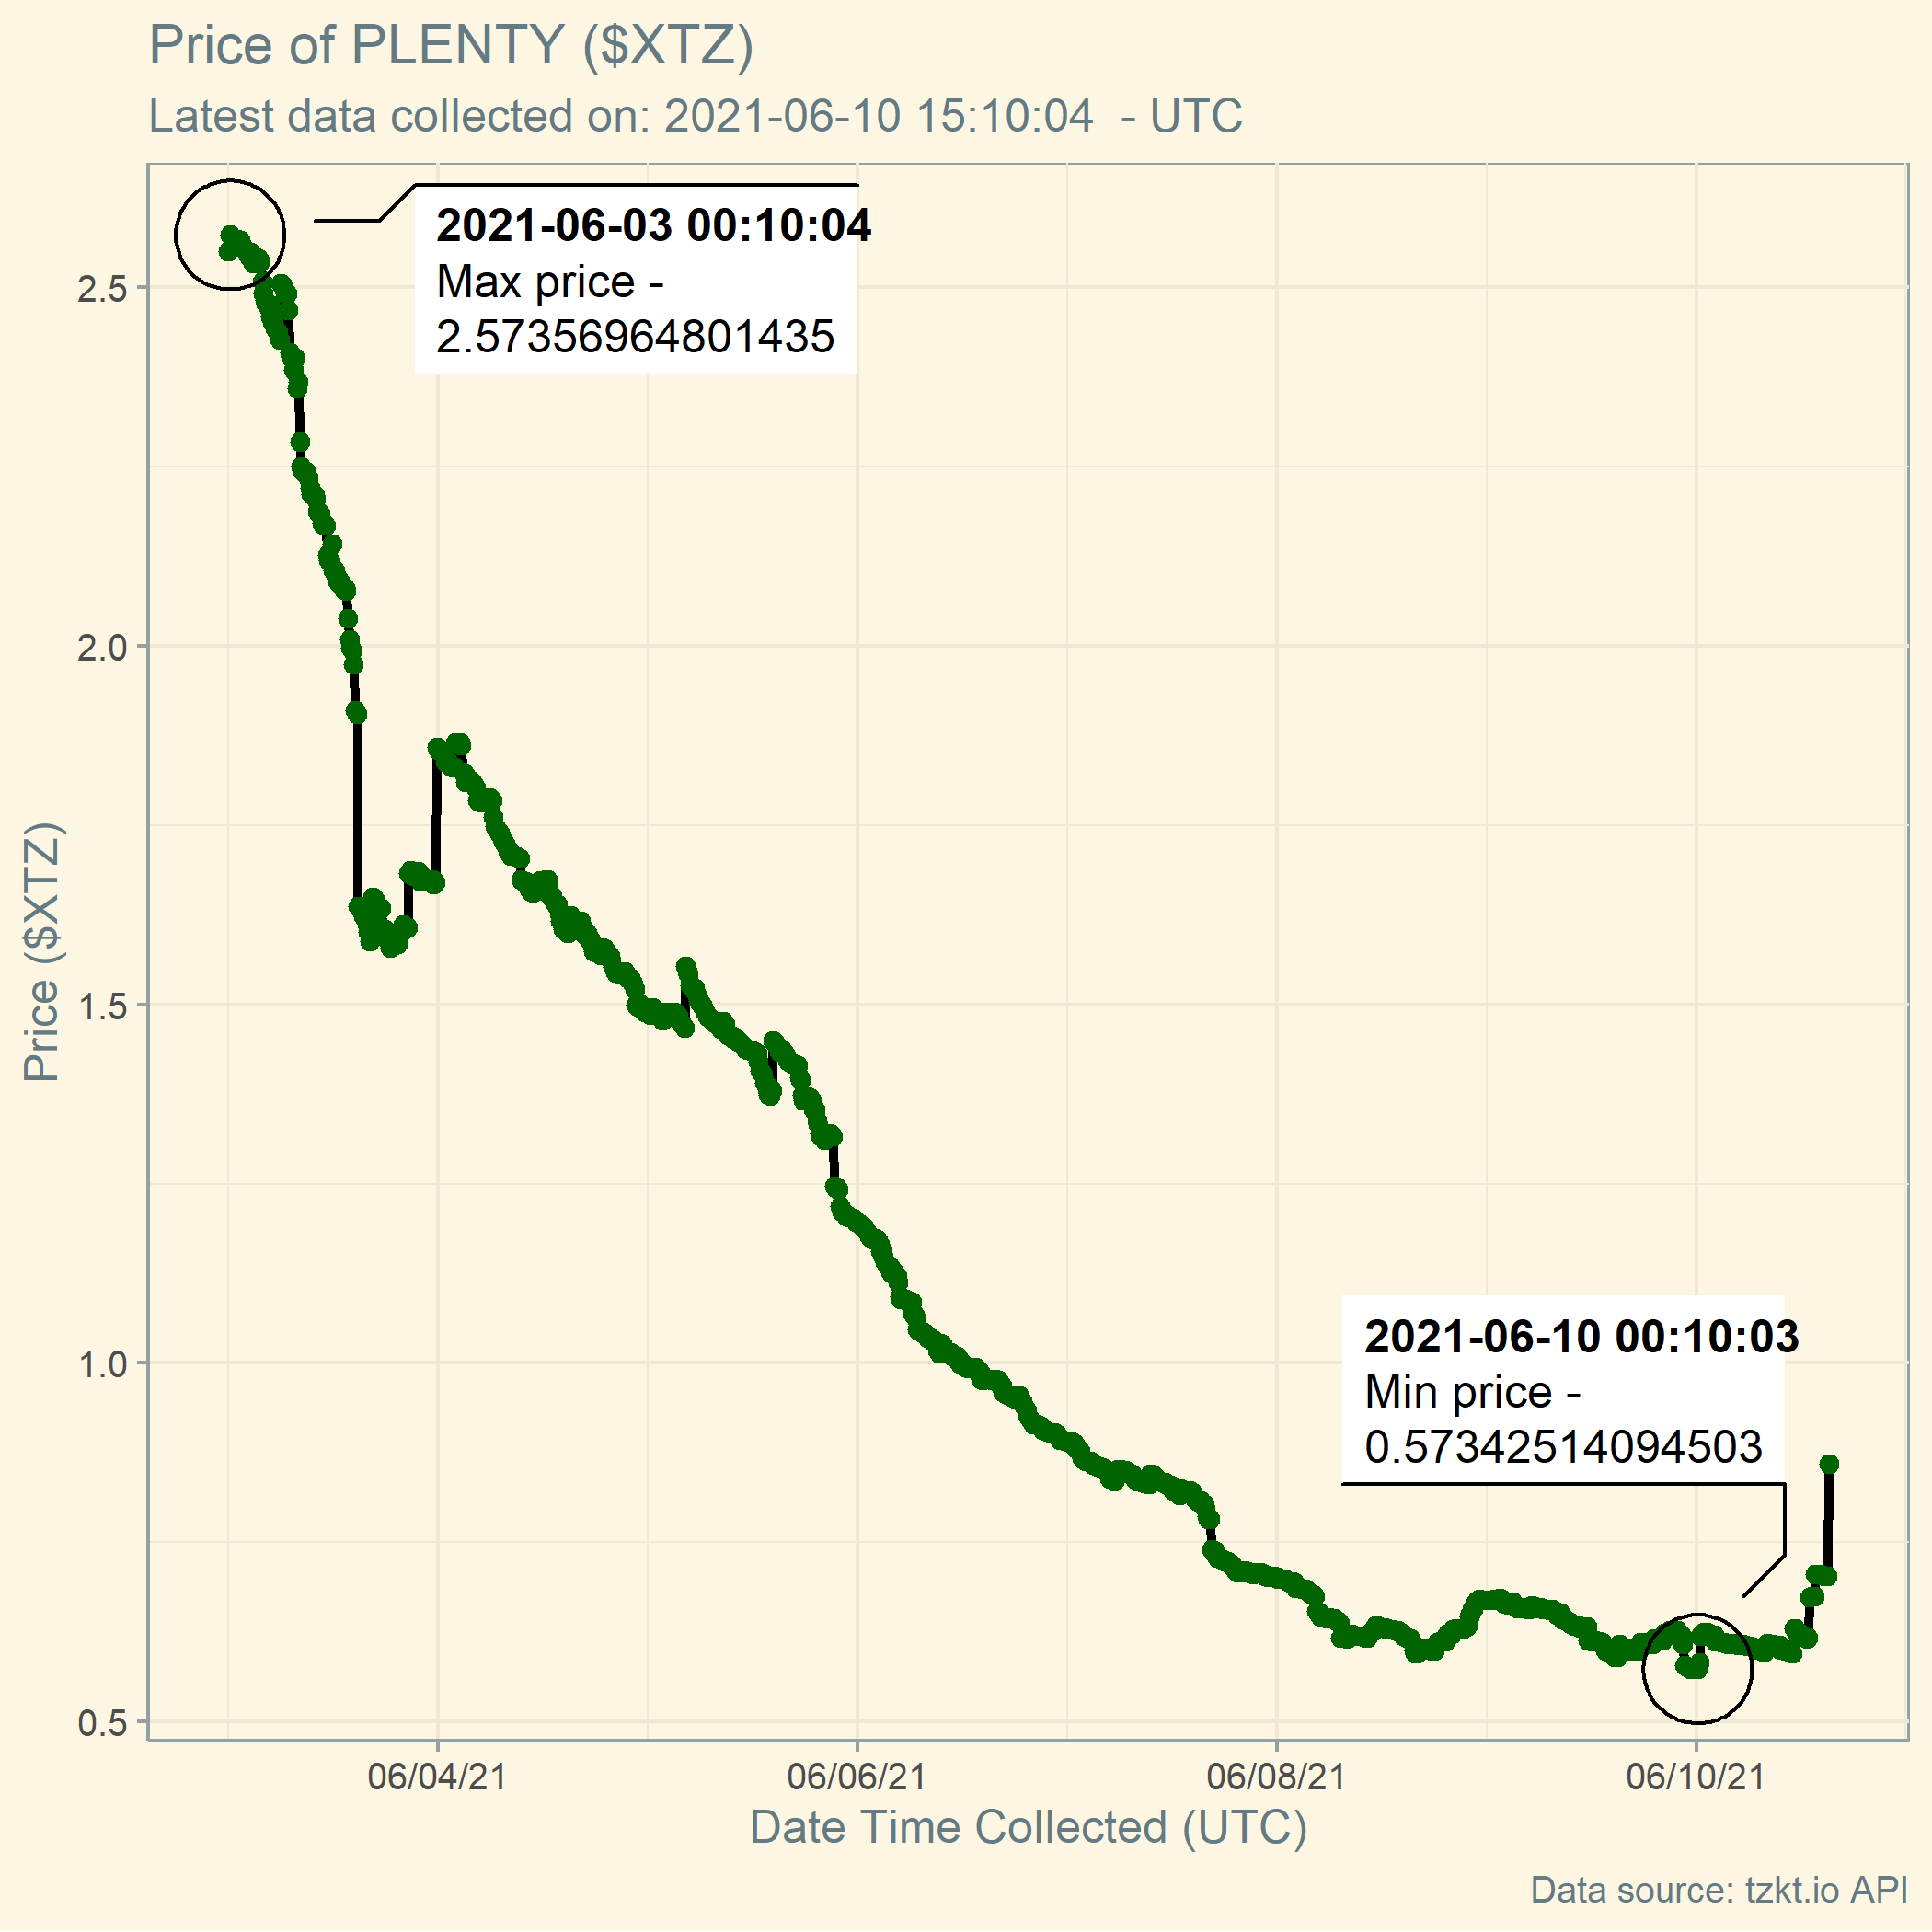 Price of PLENTY ($XTZ)
Latest data collected on: 2021-06-10 15:10:04  - UTC
2021-06-03 00:10:04
Max price -
2.57356964801435
2.5
2.0
1.5
1.0
0.5
Price ($XTZ)
2021-06-10 00:10:03
Min price -
0.57342514094503
06/04/21
06/06/21
06/08/21
06/10/21
Date Time Collected (UTC)
Data source: tzkt.io API